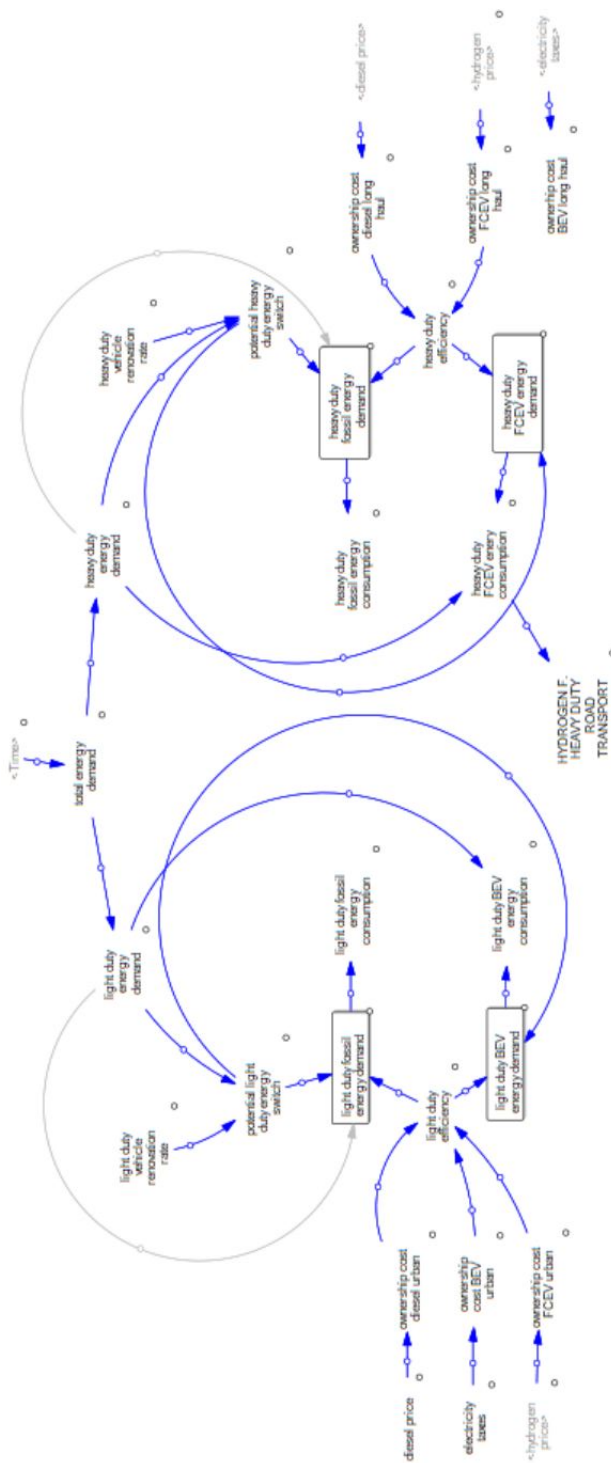 <Time>
total energy
demand
light duty
energy
demand
heavy duty
energy
demand
light duty
vehicle
renovation
rate
heavy duty
vehicle
renovation
rate
potential light
duty energy
switch
potential heavy
duty energy
switch
light duty fossil
energy demand
light duty fossil
energy
consumption
heavy duty
fossil energy
consumption
heavy duty
fossil energy
demand
diesel price
ownership cost
diesel urban
ownership cost
diesel long
haul
<diesel price>
light duty
efficiency
heavy duty
efficiency
electricity
taxes
ownership
cost BEV
urban
light duty BEV
energy demand
light duty BEV
energy
consumption
heavy duty
FCEV enery
consumption
heavy duty
FCEV energy
demand
ownership cost
FCEV long
haul
<hydrogen
price>
<hydrogen
price>
ownership cost
FCEV urban
HYDROGEN F.
HEAVY DUTY
ROAD
TRANSPORT
ownerhip cost
BEV long haul
<electricity
taxes>